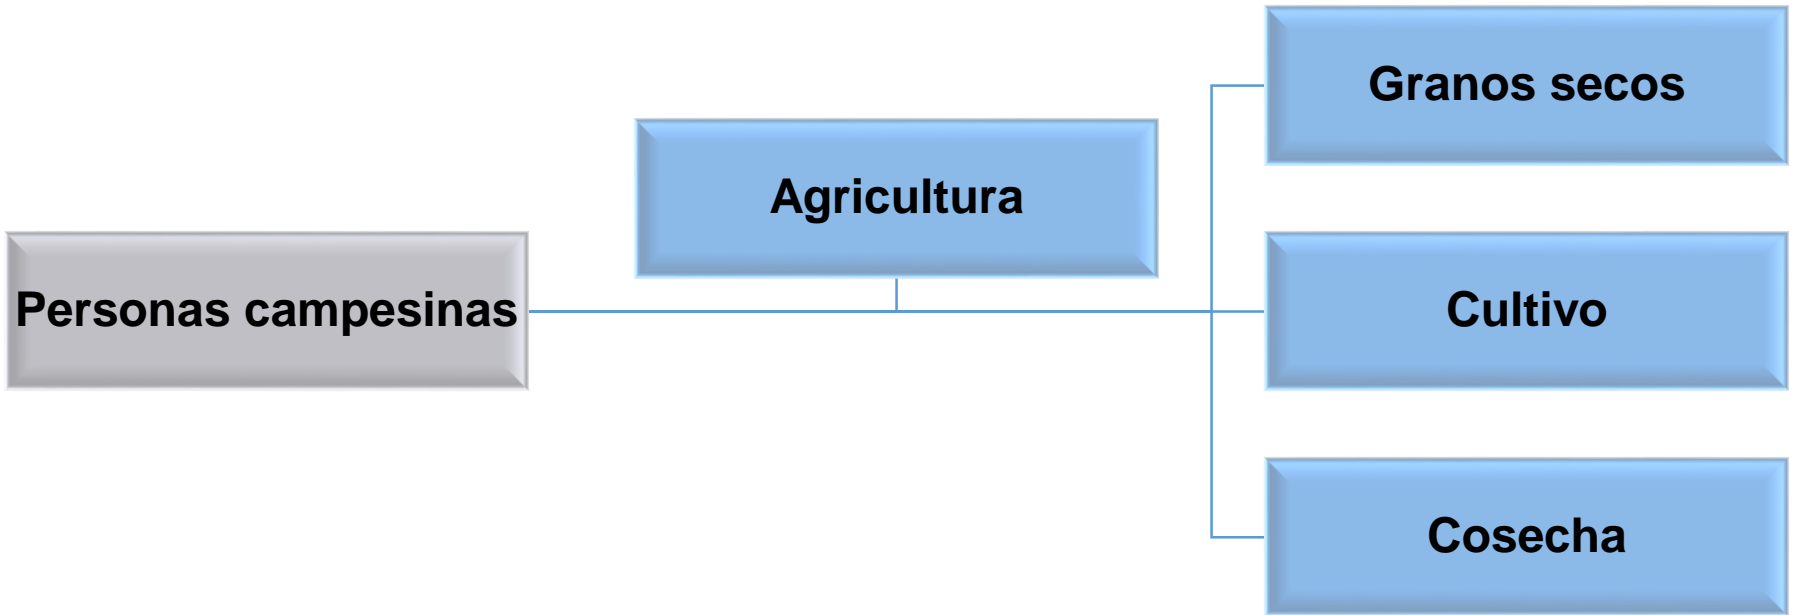 Personas campesinas
Agricultura
Granos secos
Cultivo
Cosecha